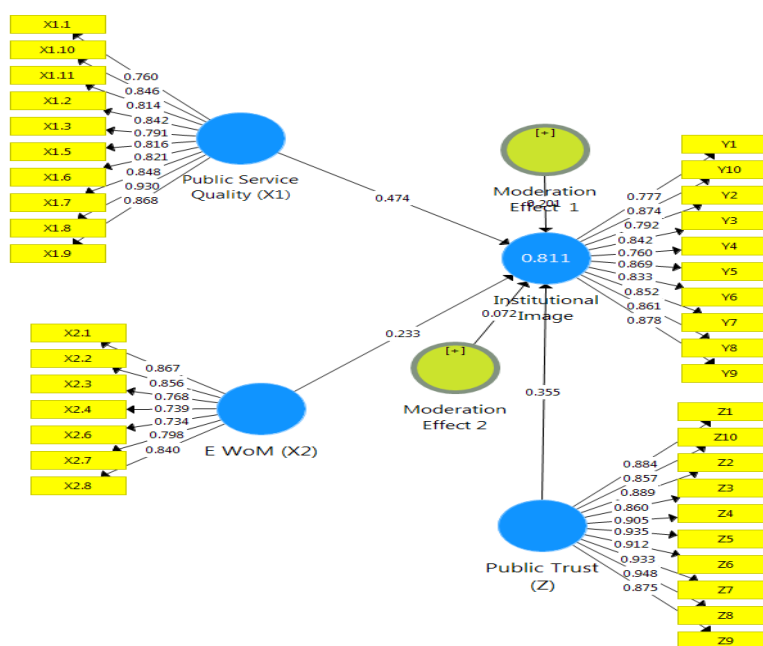 X1.1
X1.10
X1.11
X1.2
X1.3
X1.5
X1.6
X1.7
X1.8
X1.9
0.760
0.846
0.814
0.842
0.791
0.816
0.821
0.848
0.930
0.868
Public Service
Quality (X1)
0.474
[+]
Moderation
Effect 1
0.201
0.811
Institutional
Image
0.777
0.874
0.792
0.842
0.760
0.869
0.833
0.852
0.861
0.878
Y1
Y10
Y2
Y3
Y4
Y5
Y6
Y7
Y8
Y9
X2.1
X2.2
X2.3
X2.4
X2.6
X2.7
X2.8
0.867
0.856
0.768
0.739
0.734
0.798
0.840
E WoM (X2)
0.233
0.072
[+]
Moderation
Effect 2
0.355
Public Trust
(Z)
0.884
0.857
0.889
0.860
0.905
0.935
0.912
0.933
0.948
0.875
Z1
Z10
Z2
Z3
Z4
Z5
Z6
Z7
Z8
Z9